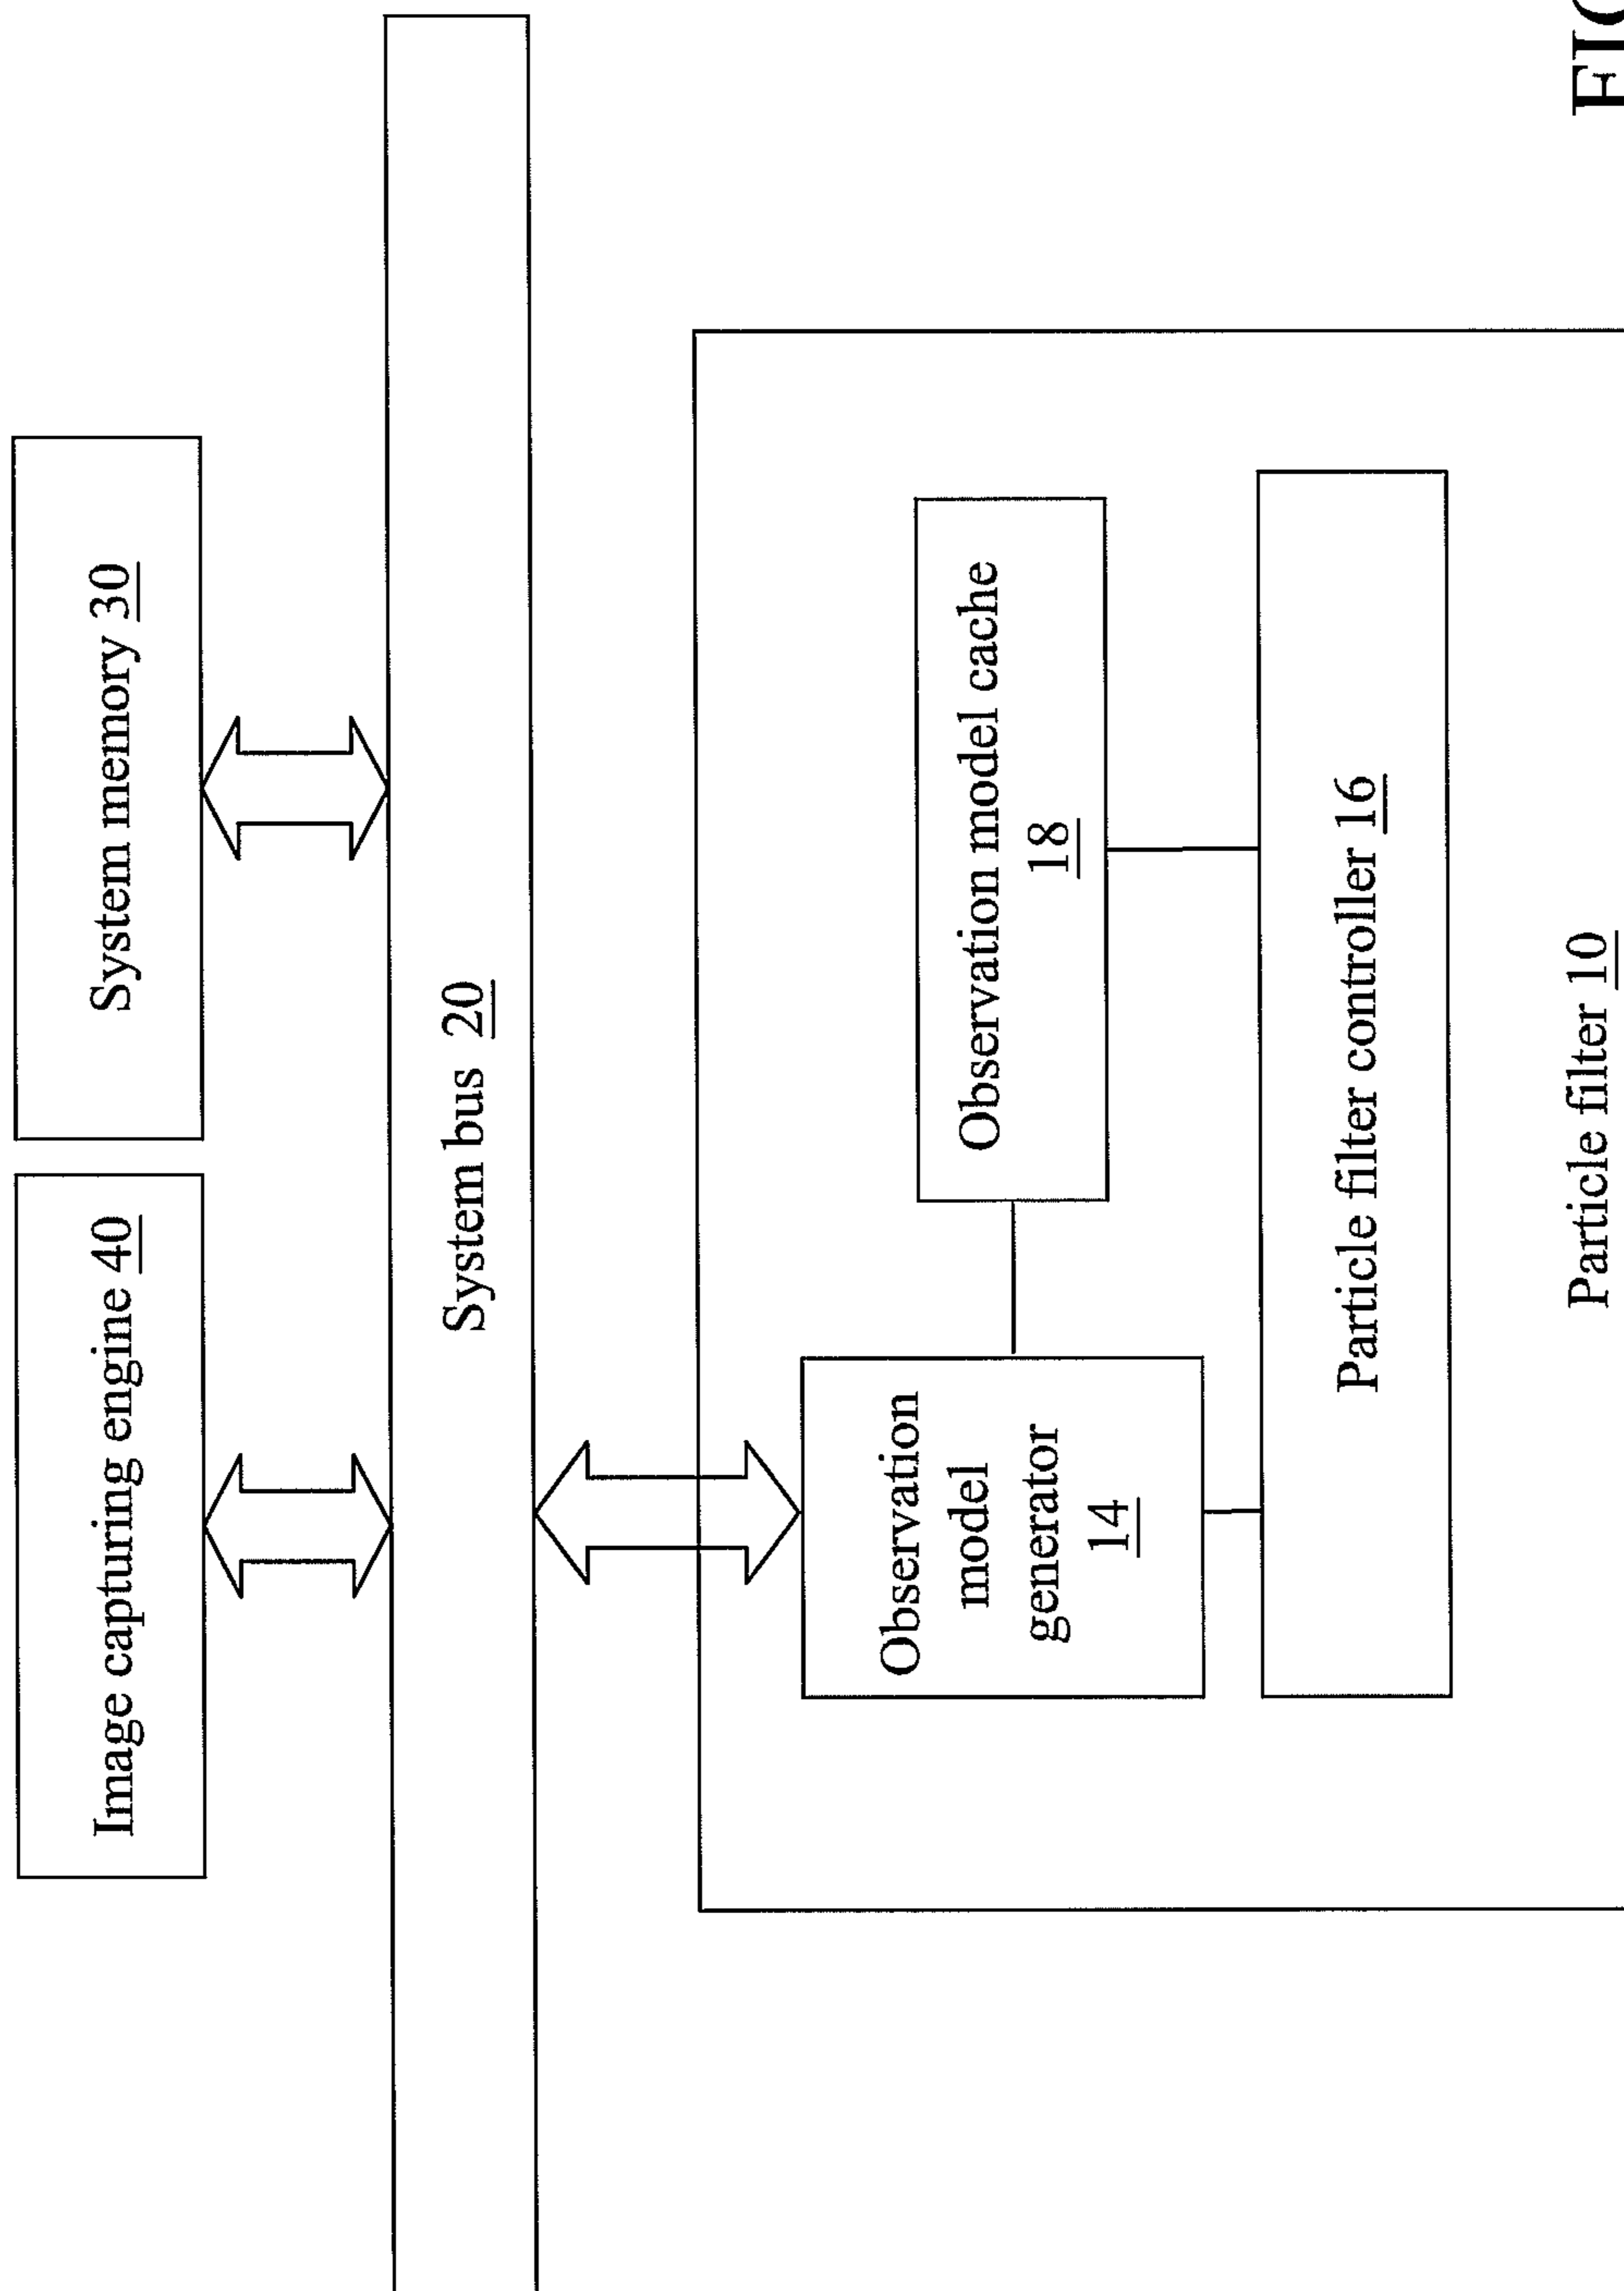 Image capturing engine 40
System memory 30
System bus 20
Observation
model
generator
14
Observation model cache
18
Particle filter controller 16
Particle filter 10